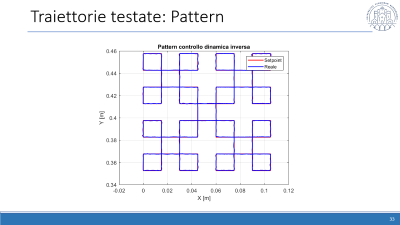 Traiettorie testate: Pattern
Pattern controllo dinamica inversa
Setpoint
Reale
0.46
0.44
0.42
0.4
0.38
0.36
0.34
Y [m]
-0.02
0
0.02
0.04
0.06
0.08
0.1
0.12
X [m]
33